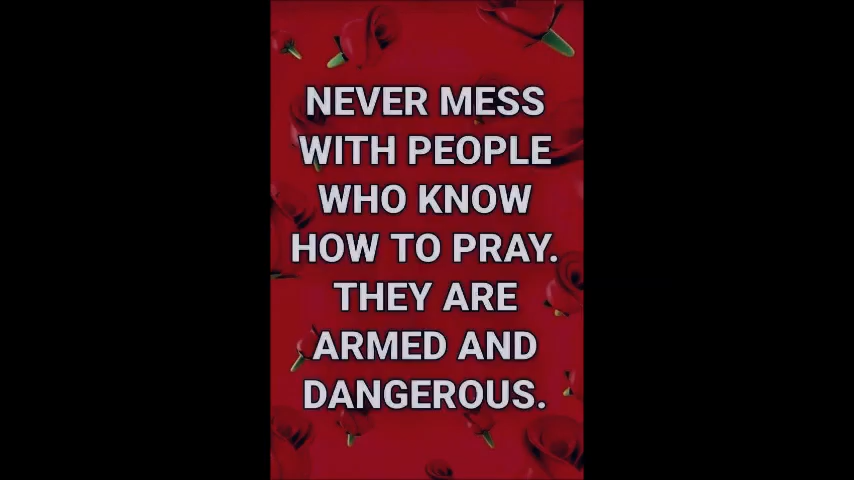 NEVER MESS
WITH PEOPLE
WHO KNOW
HOW TO PRAY.
THEY ARE
ARMED AND
DANGEROUS.